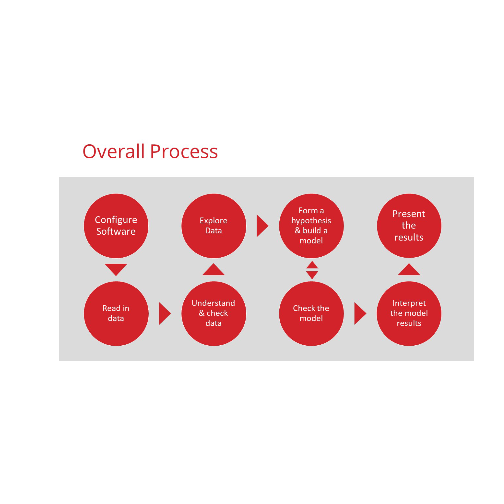 Overall Process
Configure
Software
Explore
Data
Form a
hypothesis
& build a
model
Present
the
results
Read in
data
Understand
& check
data
Check the
model
Interpret
the model
results